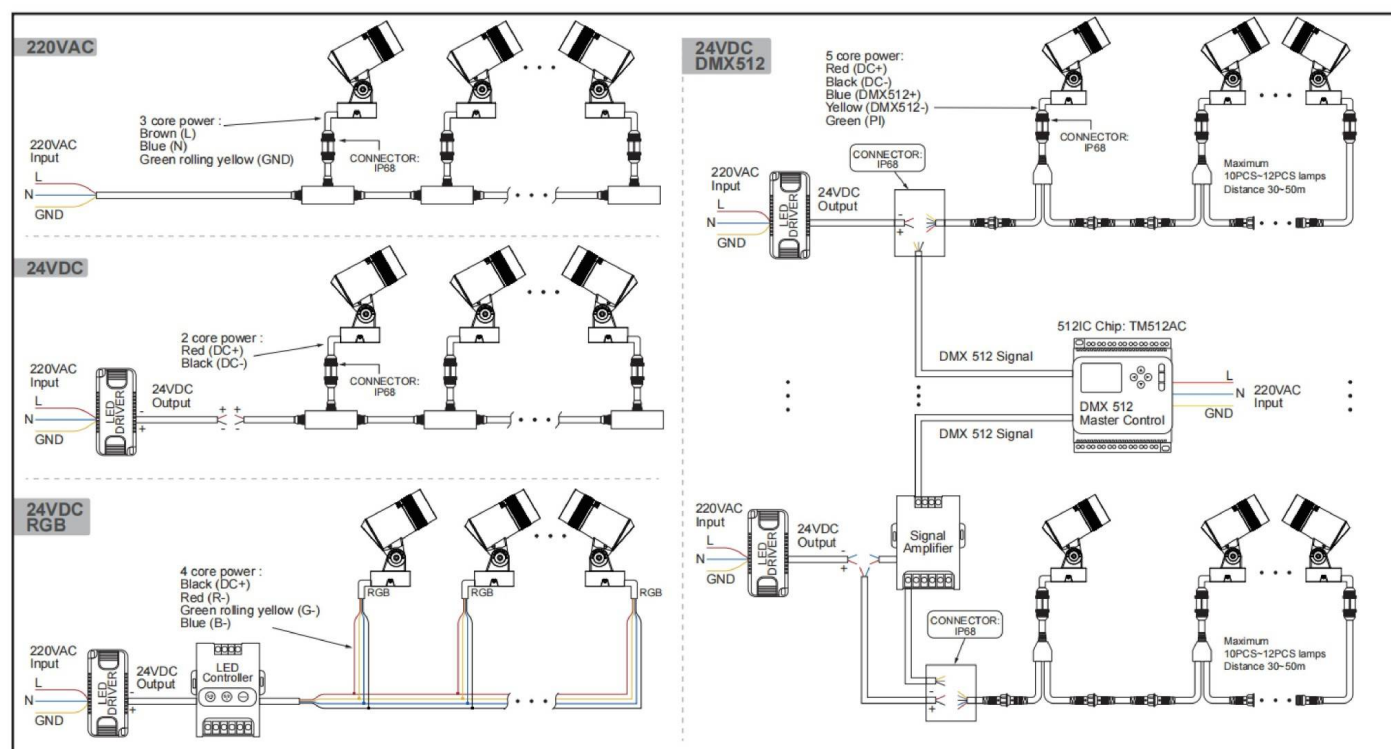 220VAC
3 core power :
Brown (L)
Blue (N)
Green rolling yellow (GND)
CONNECTOR:
IP68
220VAC
Input
L
N
GND
24VDC
2 core power :
Red (DC+)
Black (DC-)
CONNECTOR:
IP68
220VAC
Input
L
N
GND
LED
DRIVER
24VDC
Output
-
+
+ +
- -
24VDC
RGB
4 core power :
Black (DC+)
Red (R-)
Green rolling yellow (G-)
Blue (B-)
RGB
RGB
RGB
220VAC
Input
L
N
GND
LED
DRIVER
24VDC
Output
-
+
LED
Controller
24VDC
DMX512
5 core power :
Red (DC+)
Black (DC-)
Blue (DMX512+)
Yellow (DMX512-)
Green (PI)
CONNECTOR:
IP68
CONNECTOR:
IP68
Maximum
10PCS~12PCS lamps
Distance 30~50m
220VAC
Input
L
N
GND
LED
DRIVER
24VDC
Output
-
+
512IC Chip: TM512AC
DMX 512 Signal
DMX 512
Master Control
L
N
GND
220VAC
Input
DMX 512 Signal
220VAC
Input
L
N
GND
LED
DRIVER
24VDC
Output
-
+
Signal
Amplifier
CONNECTOR:
IP68
-
+
Maximum
10PCS~12PCS lamps
Distance 30~50m